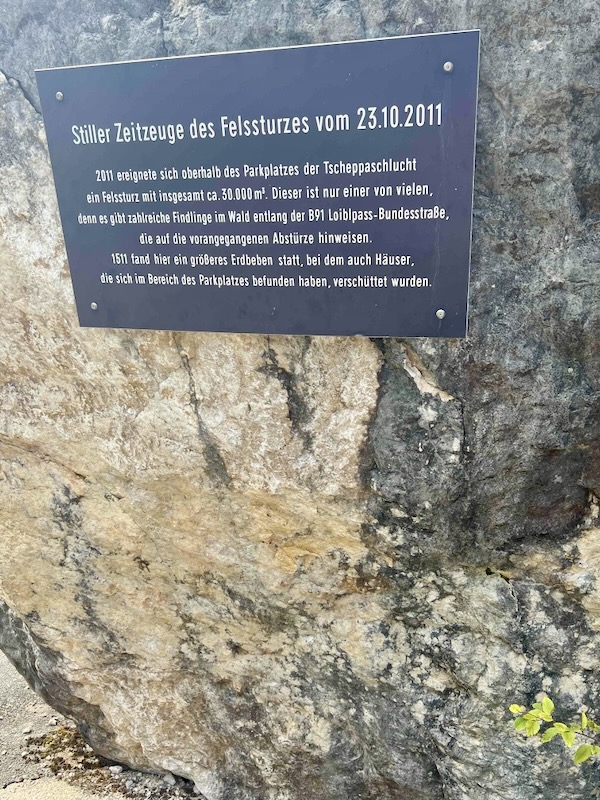 Stiller Zeitzeuge des Felssturzes vom 23.10.2011
2011 ereignete sich oberhalb des Parkplatzes der Tscheppaschlucht
ein Felssturz mit insgesamt ca. 30.000 m³. Dieser ist nur einer von vielen,
denn es gibt zahlreiche Findlinge im Wald entlang der B91 Loiblpass-Bundesstraße,
die auf die vorangegangenen Abstürze hinweisen.
1511 fand hier ein größeres Erdbeben statt, bei dem auch Häuser,
die sich im Bereich des Parkplatzes befunden haben, verschüttet wurden.